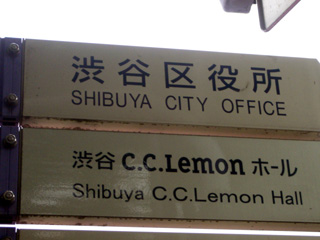 渋谷区役所
SHIBUYA CITY OFFICE
渋谷 C.C.Lemon ホール
Shibuya C.C.Lemon Hall